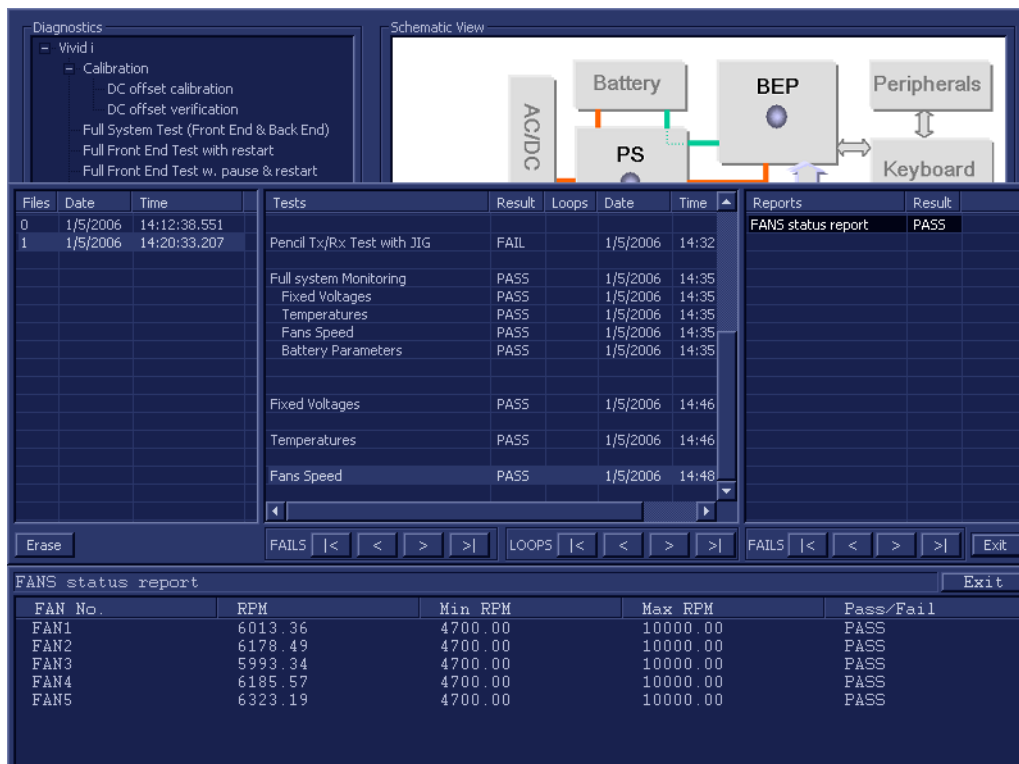 Diagnostics
Vivid i
Calibration
DC offset calibration
DC offset verification
Full System Test (Front End & Back End)
Full Front End Test with restart
Full Front End Test w. pause & restart
Schematic View
AC/DC
Battery
PS
BEP
Peripherals
Keyboard
Files Date Time
0 1/5/2006 14:12:38.551
1 1/5/2006 14:20:33.207
Erase
Tests Result Loops Date Time
Pencil Tx/Rx Test with JIG FAIL 1/5/2006 14:32
Full system Monitoring PASS 1/5/2006 14:35
Fixed Voltages PASS 1/5/2006 14:35
Temperatures PASS 1/5/2006 14:35
Fans Speed PASS 1/5/2006 14:35
Battery Parameters PASS 1/5/2006 14:35
Fixed Voltages PASS 1/5/2006 14:46
Temperatures PASS 1/5/2006 14:46
Fans Speed PASS 1/5/2006 14:48
FAILS |< < > >| LOOPS |< < > >|
Reports Result
FANS status report PASS
FAILS |< < > >| Exit
FANS status report Exit
FAN No. RPM Min RPM Max RPM Pass/Fail
FAN1 6013.36 4700.00 10000.00 PASS
FAN2 6178.49 4700.00 10000.00 PASS
FAN3 5993.34 4700.00 10000.00 PASS
FAN4 6185.57 4700.00 10000.00 PASS
FAN5 6323.19 4700.00 10000.00 PASS